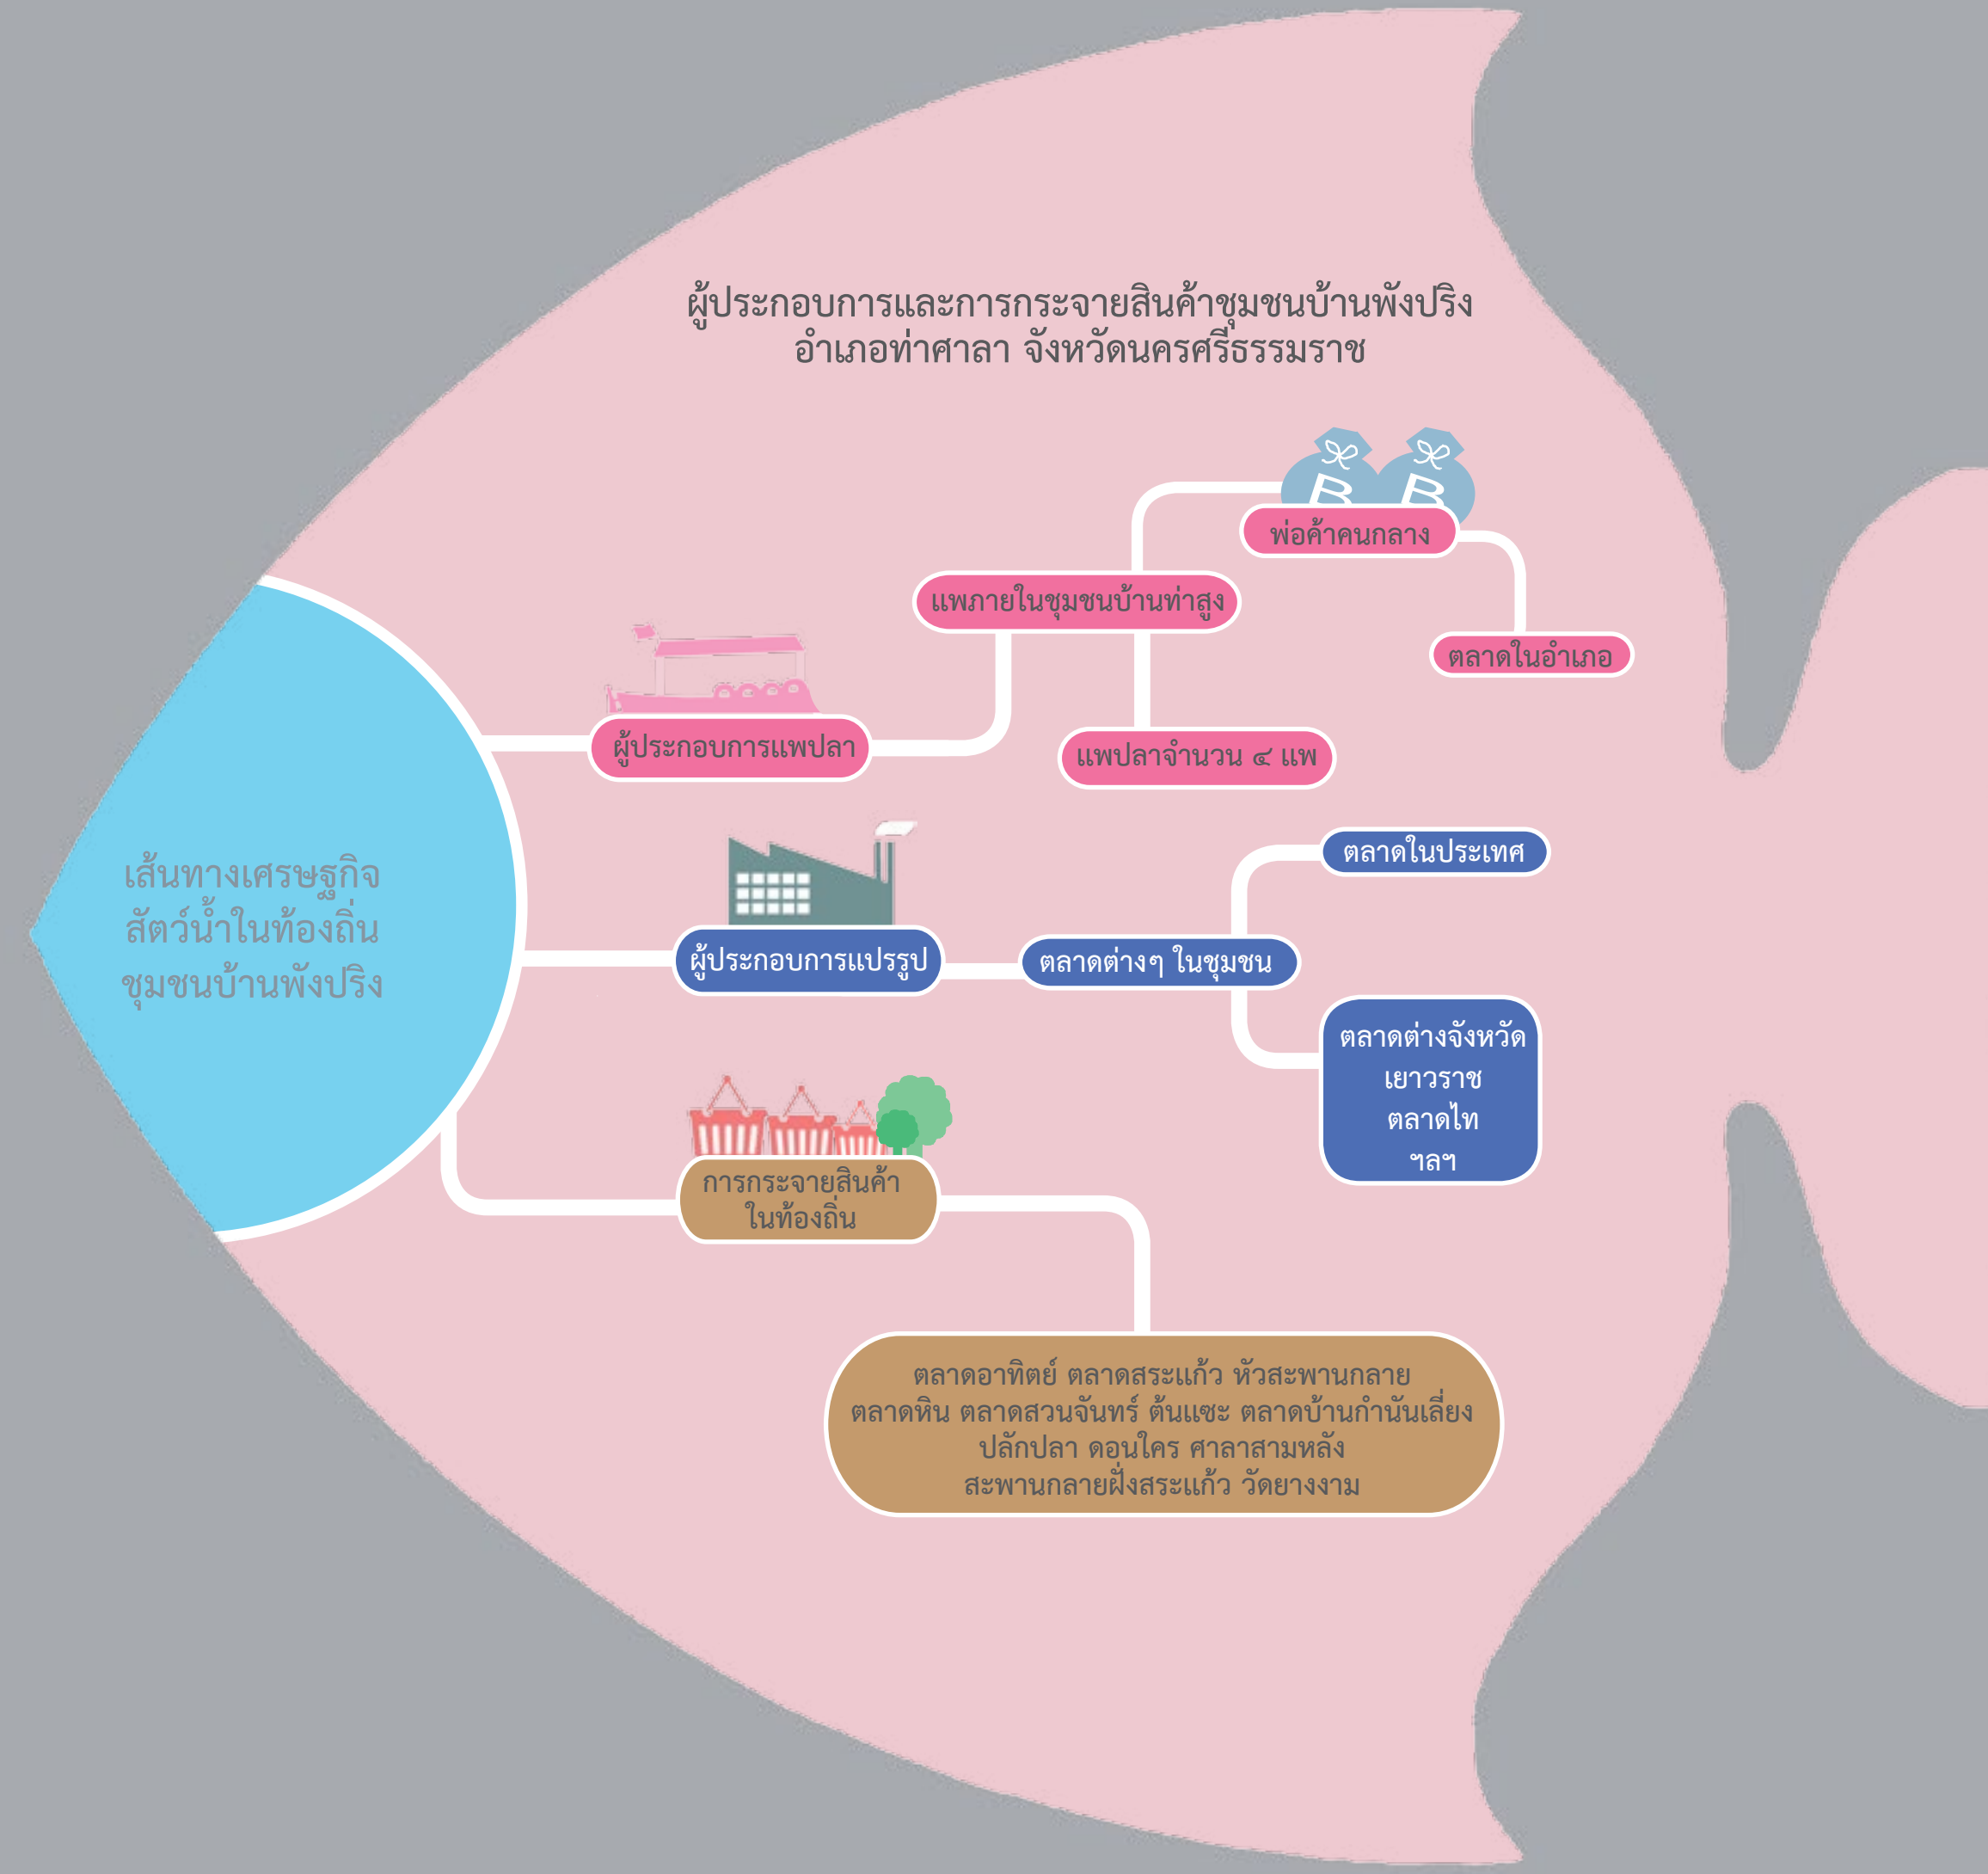 ผู้ประกอบการและการกระจายสินค้าชุมชนบ้านพังปริง
อำเภอท่าศาลา จังหวัดนครศรีธรรมราช
B B
พ่อค้าคนกลาง
แพภายในชุมชนบ้านท่าสูง
ตลาดในอำเภอ
ผู้ประกอบการแพปลา
แพปลาจำนวน ๔ แพ
เส้นทางเศรษฐกิจ
สัตว์น้ำในท้องถิ่น
ชุมชนบ้านพังปริง
ตลาดในประเทศ
ผู้ประกอบการแปรรูป
ตลาดต่างๆ ในชุมชน
ตลาดต่างจังหวัด
เยาวราช
ตลาดไท
ฯลฯ
การกระจายสินค้า
ในท้องถิ่น
ตลาดอาทิตย์ ตลาดสระแก้ว หัวสะพานกลาย
ตลาดหิน ตลาดสวนจันทร์ ต้นแซะ ตลาดบ้านกำนันเลี่ยง
ปลักปลา ดอนใคร ศาลาสามหลัง
สะพานกลายฝั่งสระแก้ว วัดยางงาม